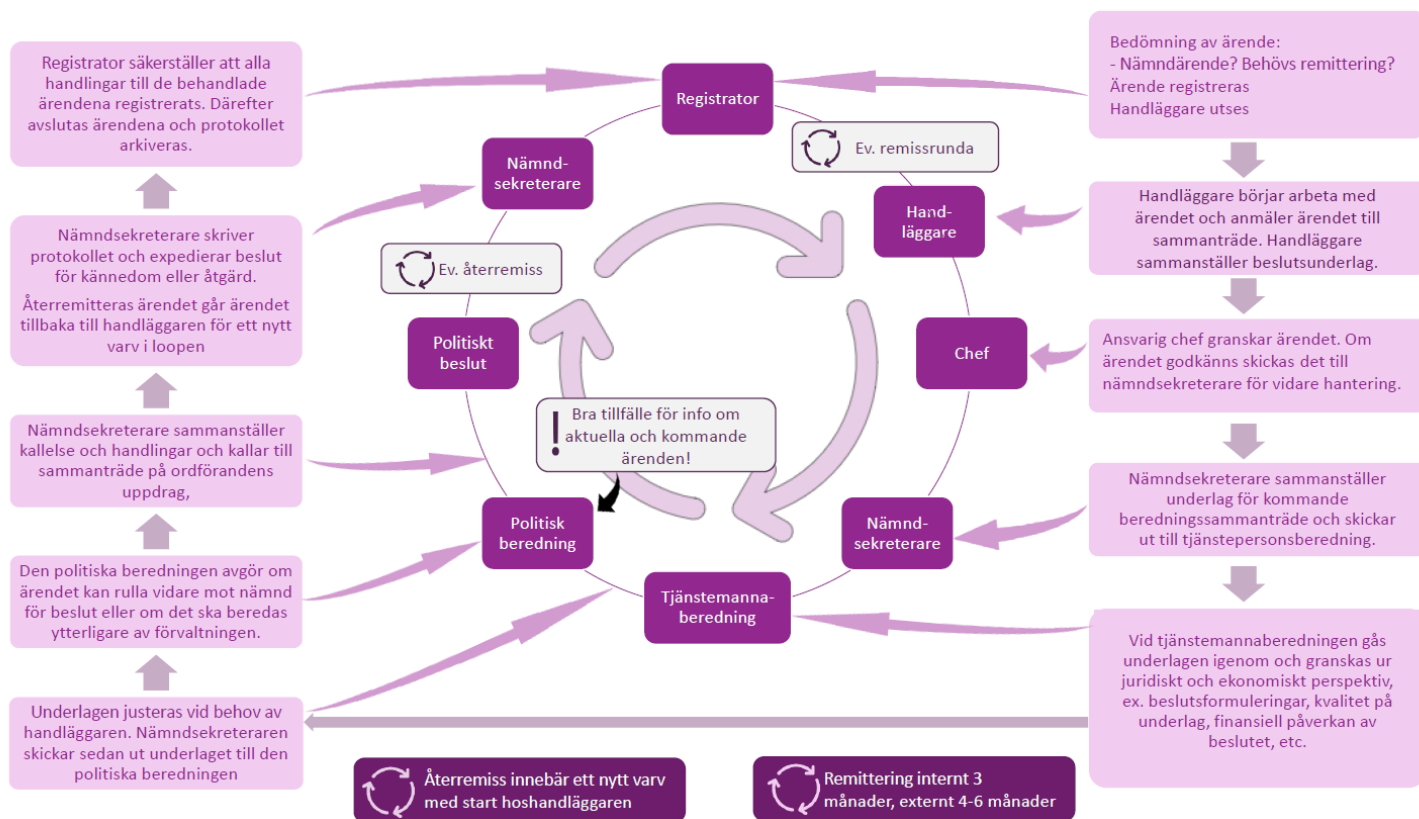 Registrator säkerställer att alla
handlingar till de behandlade
ärendena registrerats. Därefter
avslutas ärendena och protokollet
arkiveras.
Nämndsekreterare skriver
protokollet och expedierar beslut
för kännedom eller åtgärd.
Återremitteras ärendet går ärendet
tillbaka till handläggaren för ett nytt
varv i loopen
Nämndsekreterare sammanställer
kallelse och handlingar och kallar till
sammanträde på ordförandens
uppdrag,
Den politiska beredningen avgör om
ärendet kan rulla vidare mot nämnd
för beslut eller om det ska beredas
ytterligare av förvaltningen.
Underlagen justeras vid behov av
handläggaren. Nämndsekreteraren
skickar sedan ut underlaget till den
politiska beredningen
Registrator
Ev. remissrunda
Nämnd-
sekreterare
Hand-
läggare
Ev. återremiss
Politiskt
beslut
Chef
! Bra tillfälle för info om
aktuella och kommande
ärenden!
Politisk
beredning
Nämnd-
sekreterare
Tjänstemanna-
beredning
Bedömning av ärende:
- Nämndärende? Behövs remittering?
Ärende registreras
Handläggare utses
Handläggare börjar arbeta med
ärendet och anmäler ärendet till
sammanträde. Handläggare
sammanställer beslutsunderlag.
Ansvarig chef granskar ärendet. Om
ärendet godkänns skickas det till
nämndsekreterare för vidare hantering.
Nämndsekreterare sammanställer
underlag för kommande
beredningssammanträde och skickar
ut till tjänstepersonsberedning.
Vid tjänstemannaberedningen gås
underlagen igenom och granskas ur
juridiskt och ekonomiskt perspektiv,
ex. beslutsformuleringar, kvalitet på
underlag, finansiell påverkan av
beslutet, etc.
Återremiss innebär ett nytt varv
med start hoshandläggaren
Remittering internt 3
månader, externt 4-6 månader